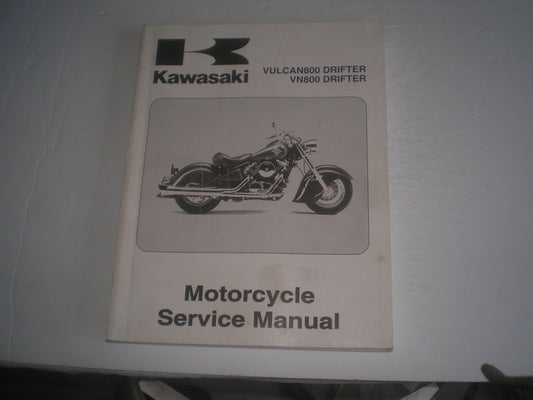 Kawasaki
VULCAN800 DRIFTER
VN800 DRIFTER
Motorcycle
Service Manual